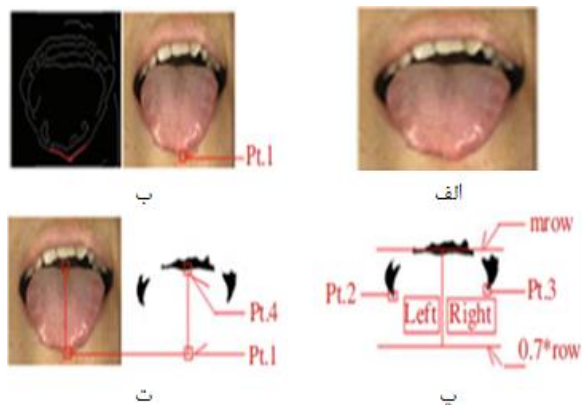 Pt.1
ب
الف
mrow
Pt.2
Pt.3
Left
Right
0.7*row
Pt.4
Pt.1
ت
پ